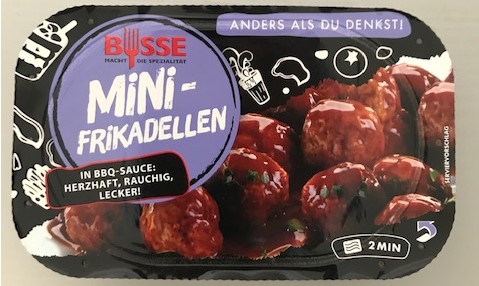 ANDERS ALS DU DENKST!
BUSSE
MACHT DIE SPEZIALITÄT
MiNi-
FRIKADELLEN
IN BBQ-SAUCE:
HERZHAFT, RAUCHIG,
LECKER!
SERVIERVORSCHLAG
2 MIN